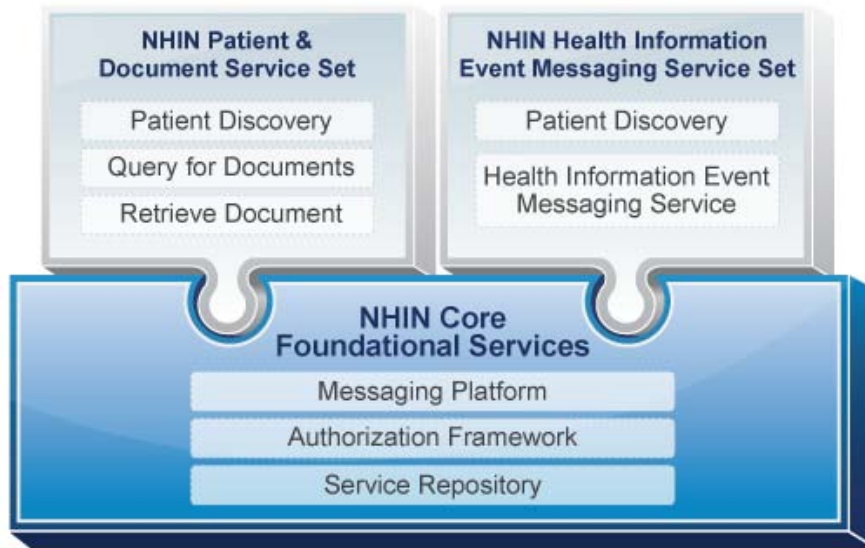 NHIN Patient &
Document Service Set
Patient Discovery
Query for Documents
Retrieve Document
NHIN Health Information
Event Messaging Service Set
Patient Discovery
Health Information Event
Messaging Service
NHIN Core
Foundational Services
Messaging Platform
Authorization Framework
Service Repository